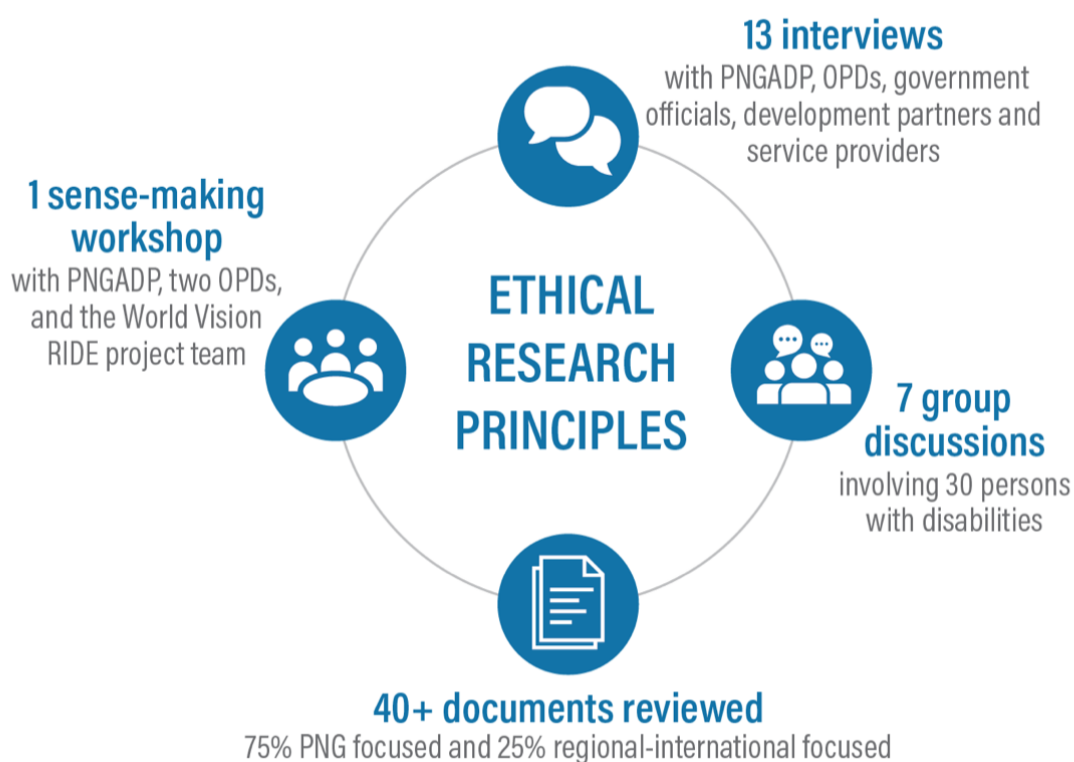 13 interviews
with PNGADP, OPDs, government
officials, development partners and
service providers
1 sense-making
workshop
with PNGADP, two OPDs,
and the World Vision
RIDE project team
ETHICAL
RESEARCH
PRINCIPLES
7 group
discussions
involving 30 persons
with disabilities
40+ documents reviewed
75% PNG focused and 25% regional-international focused